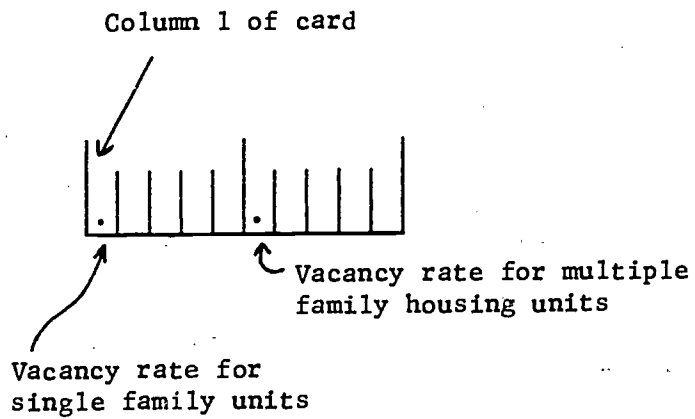 Column 1 of card
Vacancy rate for multiple
family housing units
Vacancy rate for
single family units